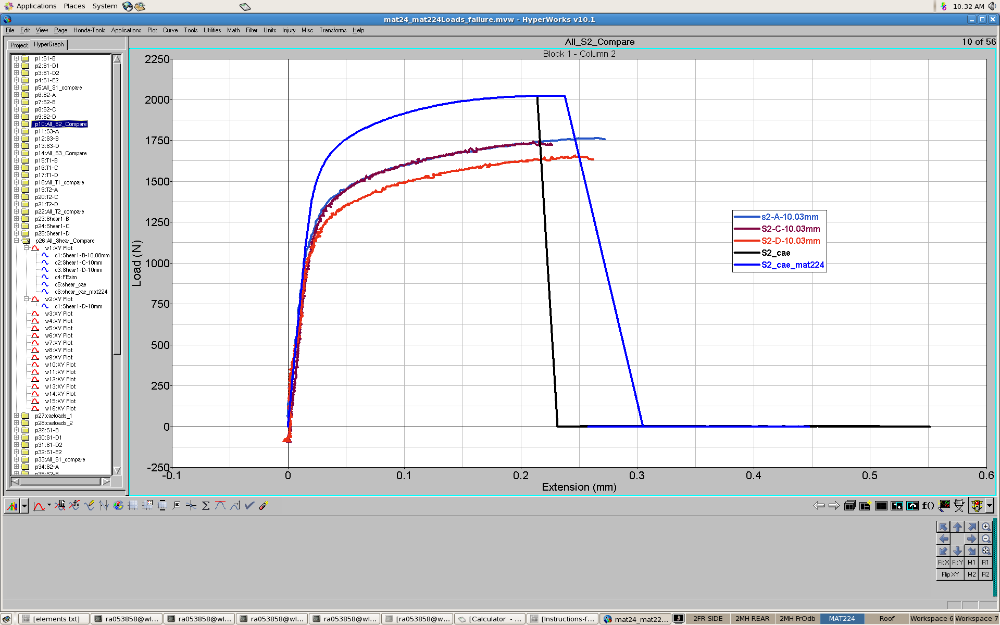 Applications Places System 10:32 AM
mat24_mat224Loads_failure.mvw - HyperWorks v10.1
File Edit View Page Honda-Tools Applications Plot Curve Tools Utilities Math Filter Units Injury Misc Transforms Help
Project HyperGraph
All_S2_Compare
10 of 56
p1:S1-B
p2:S1-D1
p3:S1-D2
p4:S1-E2
p5:All_S1_compare
p6:S2-A
p7:S2-B
p8:S2-C
p9:S2-D
p10:All_S2_Compare
p11:S3-A
p12:S3-B
p13:S3-D
p14:All_S3_Compare
p15:T1-B
p16:T1-C
p17:T1-D
p18:All_T1_compare
p19:T2-A
p20:T2-C
p21:T2-D
p22:All_T2_compare
p23:Shear1-B
p24:Shear1-C
p25:Shear1-D
p26:All_Shear_Compare
w1:XY Plot
c1:Shear1-B-10.08mm
c2:Shear1-C-10mm
c3:Shear1-D-10mm
c4:FEsim
c5:shear_cae
c6:shear_cae_mat224
w2:XY Plot
c1:Shear1-D-10mm
w3:XY Plot
w4:XY Plot
w5:XY Plot
w6:XY Plot
w7:XY Plot
w8:XY Plot
w9:XY Plot
w10:XY Plot
w11:XY Plot
w12:XY Plot
w13:XY Plot
w14:XY Plot
w15:XY Plot
w16:XY Plot
p27:caeloads_1
p28:caeloads_2
p29:S1-B
p30:S1-D1
p31:S1-D2
p32:S1-E2
p33:All_S1_compare
p34:S2-A
p35:S2-B
Block 1 - Column 2
2250
2000
1750
1500
1250
1000
750
500
250
0
-250
Load (N)
-0.1 0 0.1 0.2 0.3 0.4 0.5 0.6
Extension (mm)
s2-A-10.03mm
S2-C-10.03mm
S2-D-10.03mm
S2_cae
S2_cae_mat224
f()
FitX FitY M1 R1
FlipXY M2 R2
[elements.txt] ra053858@wl... ra053858@wl... ra053858@wl... ra053858@wl... [ra053858@w... [Calculator - ... [Instructions-f... mat24_mat22... 2FR SIDE 2MH REAR 2MH FrOdb MAT224 Roof Workspace 6 Workspace 7